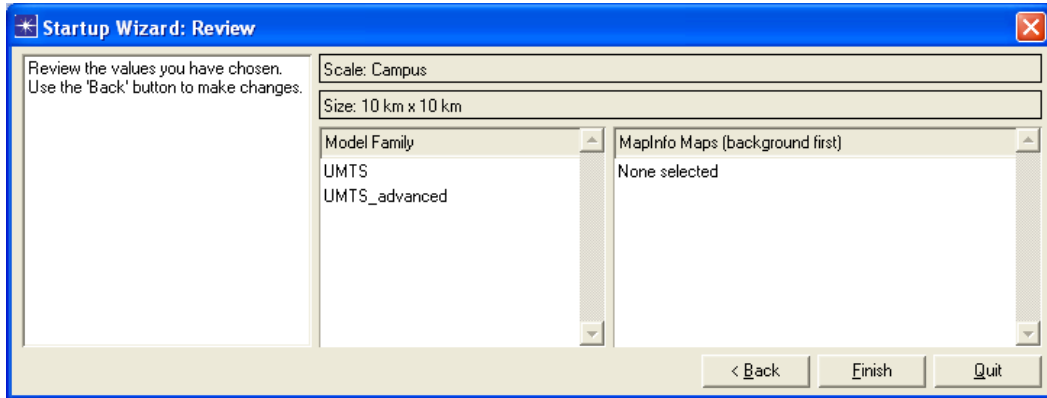 Startup Wizard: Review
Review the values you have chosen.
Use the 'Back' button to make changes.
Scale: Campus
Size: 10 km x 10 km
Model Family
UMTS
UMTS_advanced
MapInfo Maps (background first)
None selected
< Back
Finish
Quit